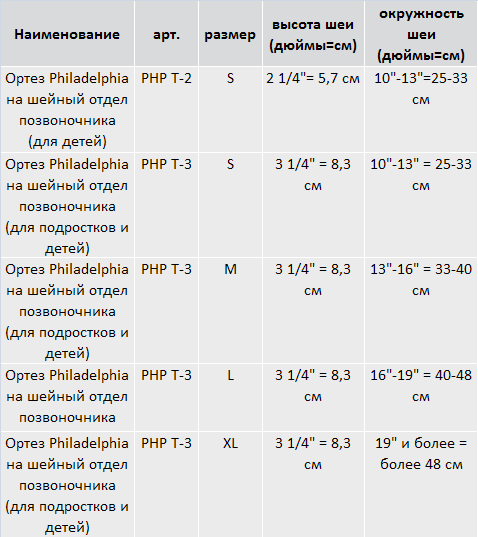 Наименование
арт.
размер
высота шеи
(дюймы=см)
окружность
шеи
(дюймы=см)
Ортез Philadelphia
на шейный отдел
позвоночника
(для детей)
PHP T-2
S
2 1/4"= 5,7 см
10"-13"=25-33
см
Ортез Philadelphia
на шейный отдел
позвоночника
(для подростков и
детей)
PHP T-3
S
3 1/4" = 8,3
см
10"-13" = 25-33
см
Ортез Philadelphia
на шейный отдел
позвоночника
(для подростков и
детей)
PHP T-3
M
3 1/4" = 8,3
см
13"-16" = 33-40
см
Ортез Philadelphia
на шейный отдел
позвоночника
PHP T-3
L
3 1/4" = 8,3
см
16"-19" = 40-48
см
Ортез Philadelphia
на шейный отдел
позвоночника
(для подростков и
детей)
PHP T-3
XL
3 1/4" = 8,3
см
19" и более =
более 48 см